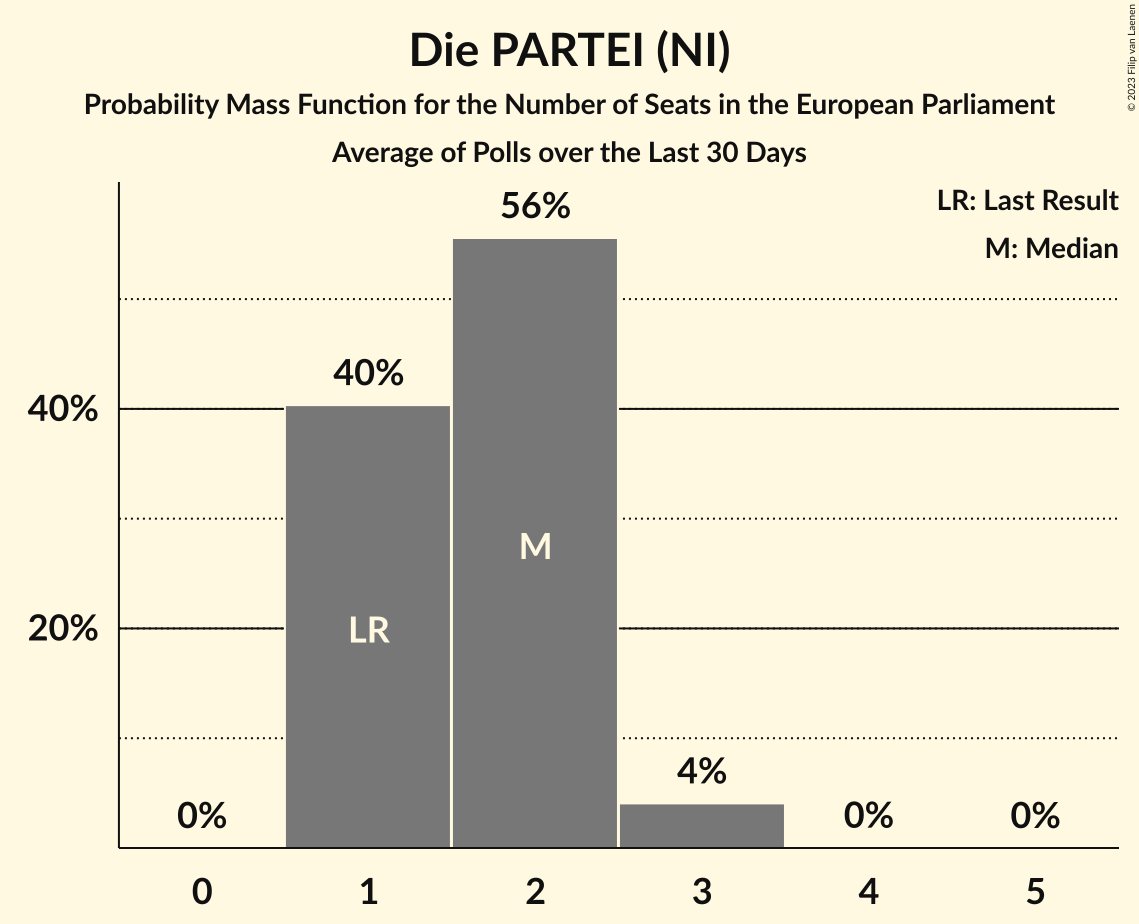 Die PARTEI (NI)
Probability Mass Function for the Number of Seats in the European Parliament
Average of Polls over the Last 30 Days
© 2023 Filip van Laenen
LR: Last Result
M: Median
56%
40%
40%
M
20%
LR
4%
0%
0%
0%
0 1 2 3 4 5